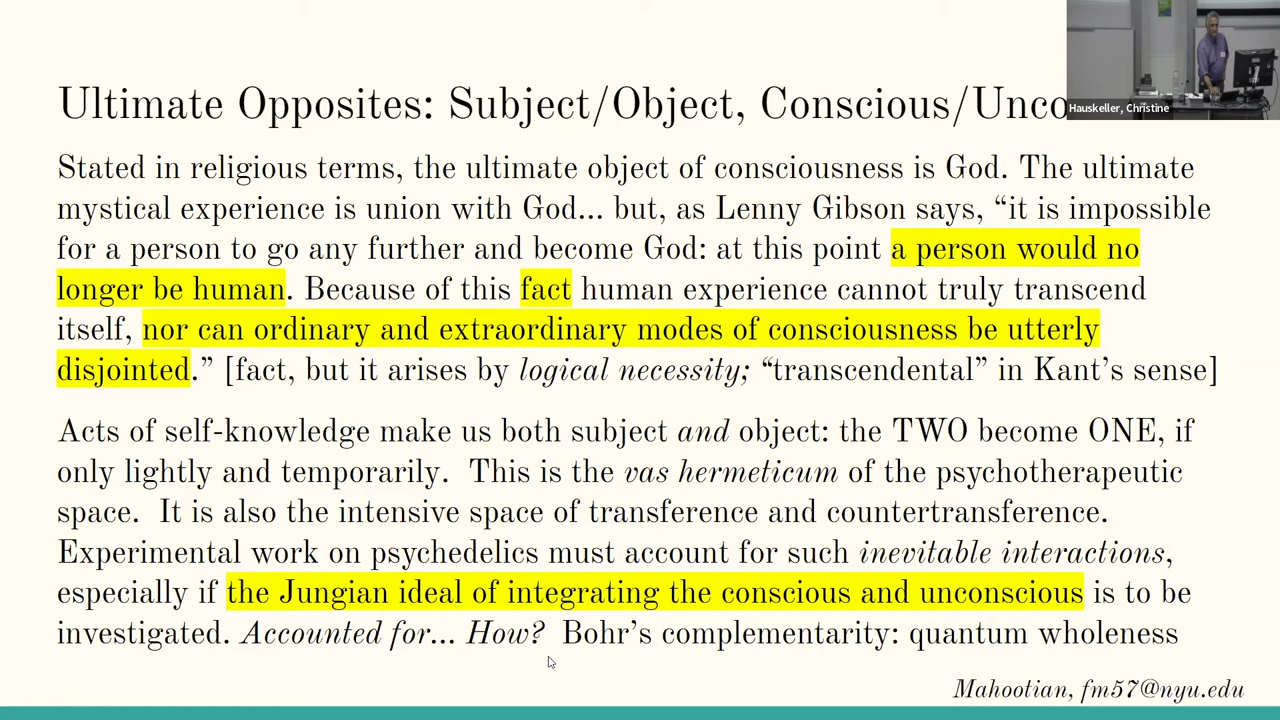 Ultimate Opposites: Subject/Object, Conscious/Unco
Hauskeller, Christine
Stated in religious terms, the ultimate object of consciousness is God. The ultimate
mystical experience is union with God... but, as Lenny Gibson says, “it is impossible
for a person to go any further and become God: at this point a person would no
longer be human. Because of this fact human experience cannot truly transcend
itself, nor can ordinary and extraordinary modes of consciousness be utterly
disjointed.” [fact, but it arises by logical necessity; “transcendental” in Kant’s sense]
Acts of self-knowledge make us both subject and object: the TWO become ONE, if
only lightly and temporarily. This is the vas hermeticum of the psychotherapeutic
space. It is also the intensive space of transference and countertransference.
Experimental work on psychedelics must account for such inevitable interactions,
especially if the Jungian ideal of integrating the conscious and unconscious is to be
investigated. Accounted for... How? Bohr’s complementarity: quantum wholeness
Mahootian, fm57@nyu.edu